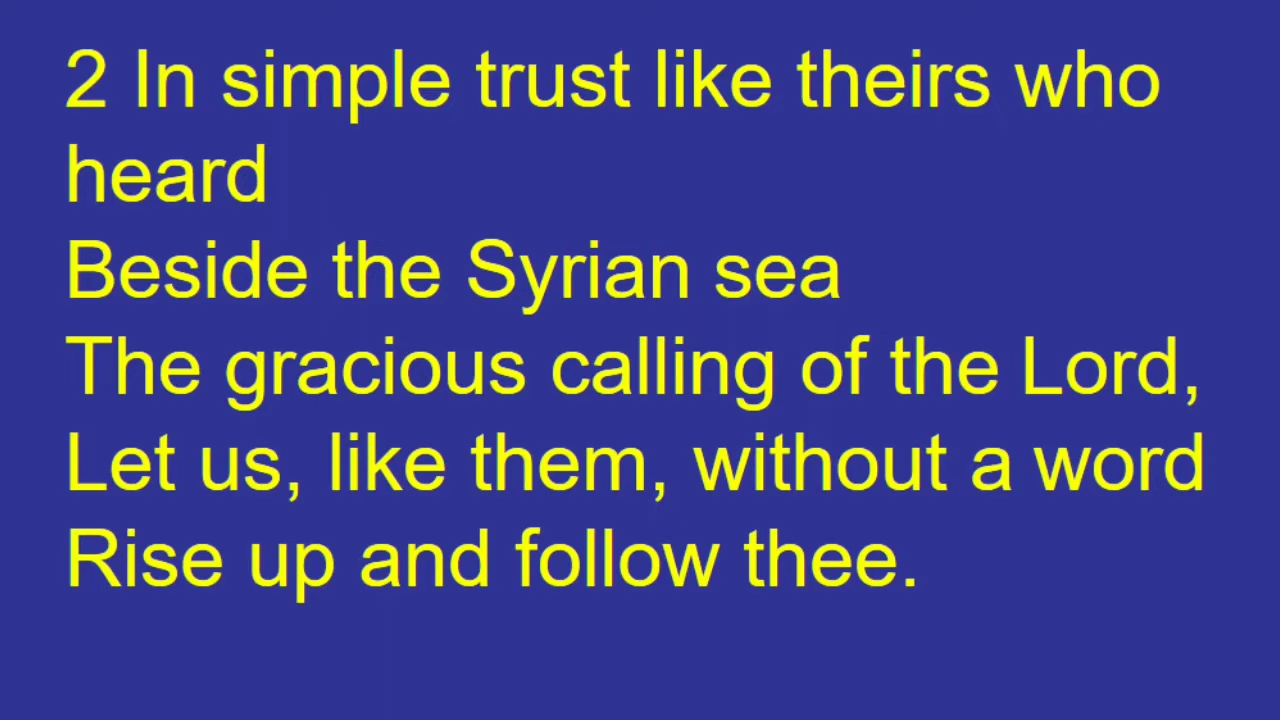 2 In simple trust like theirs who
heard
Beside the Syrian sea
The gracious calling of the Lord,
Let us, like them, without a word
Rise up and follow thee.